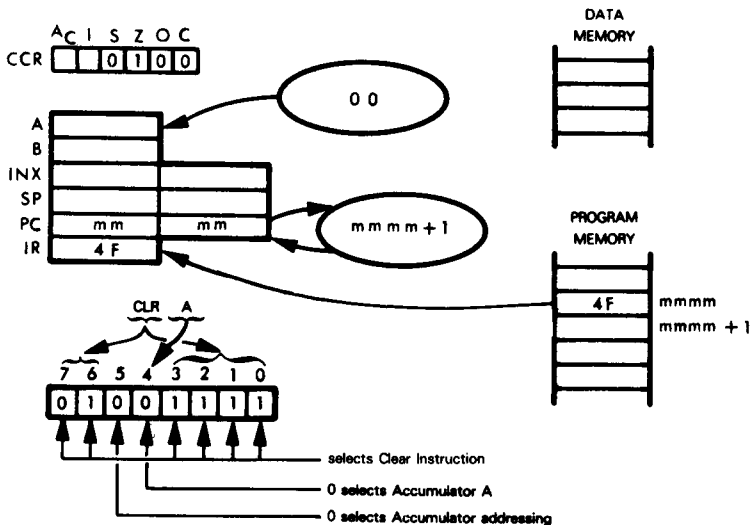 A C I S Z O C
CCR 0 1 0 0
DATA
MEMORY
0 0
A
B
INX
SP
PC mm mm
IR 4F
mmmm+1
PROGRAM
MEMORY
4F mmmm
mmmm + 1
CLR A
7 6 5 4 3 2 1 0
0 1 0 0 1 1 1 1
selects Clear Instruction
0 selects Accumulator A
0 selects Accumulator addressing